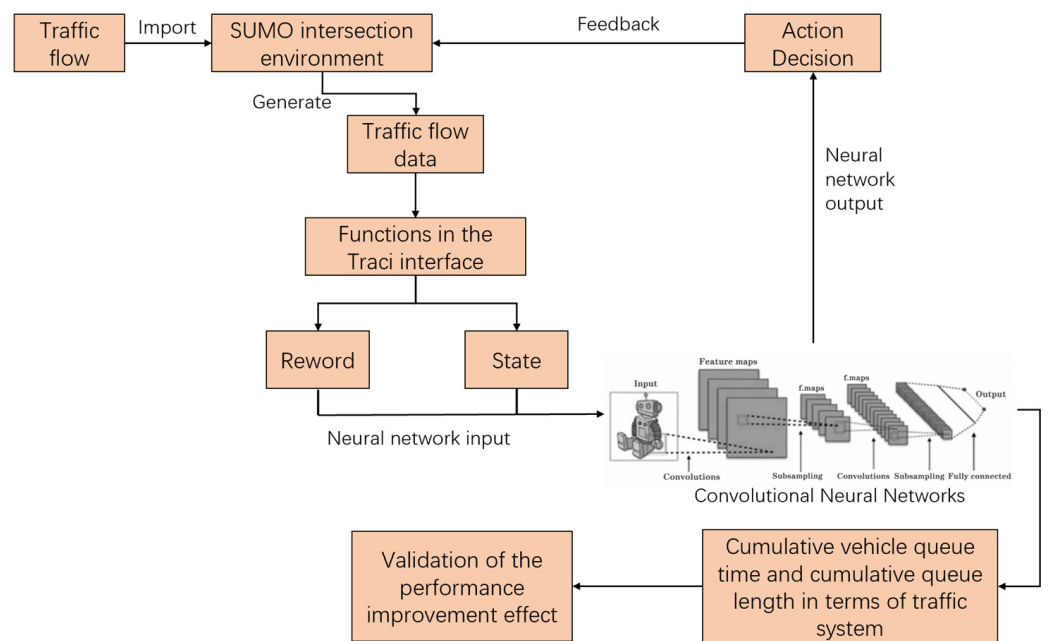 Traffic
flow
Import
SUMO intersection
environment
Feedback
Action
Decision
Generate
Traffic flow
data
Neural
network
output
Functions in the
Traci interface
Reword
State
Neural network input
Input
Feature maps
f.maps
f.maps
Output
Convolutions
Subsampling
Convolutions
Subsampling
Fully connected
Convolutional Neural Networks
Validation of the
performance
improvement effect
Cumulative vehicle queue
time and cumulative queue
length in terms of traffic
system